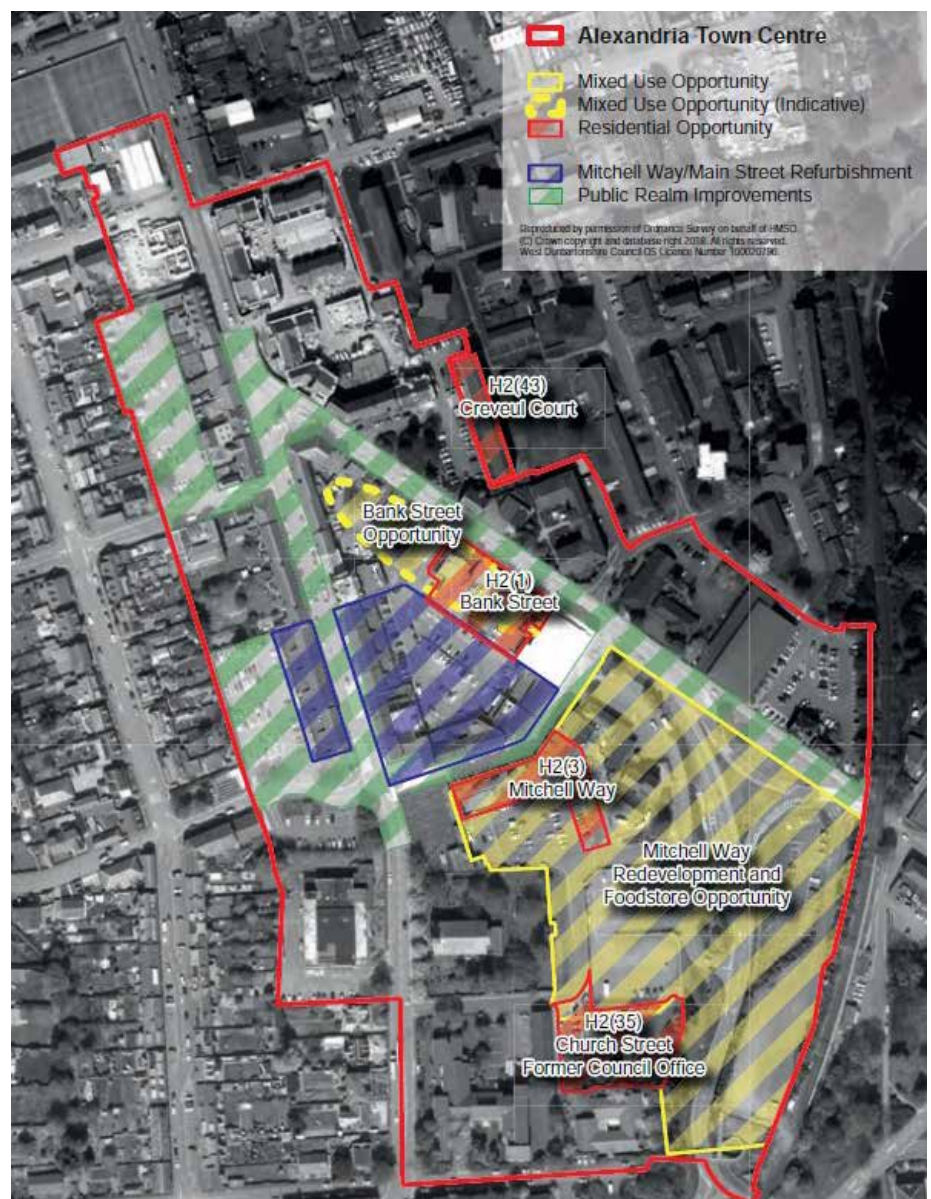 Alexandria Town Centre
Mixed Use Opportunity
Mixed Use Opportunity (Indicative)
Residential Opportunity
Mitchell Way/Main Street Refurbishment
Public Realm Improvements
Reproduced by permission of Ordnance Survey on behalf of HMSO.
(C) Crown copyright and database right 2018. All rights reserved.
West Dunbartonshire Council OS Licence Number 100020790.
H2(43)
Creveul Court
Bank Street
Opportunity
H2(1)
Bank Street
H2(3)
Mitchell Way
Mitchell Way
Redevelopment and
Foodstore Opportunity
H2(35)
Church Street
Former Council Office